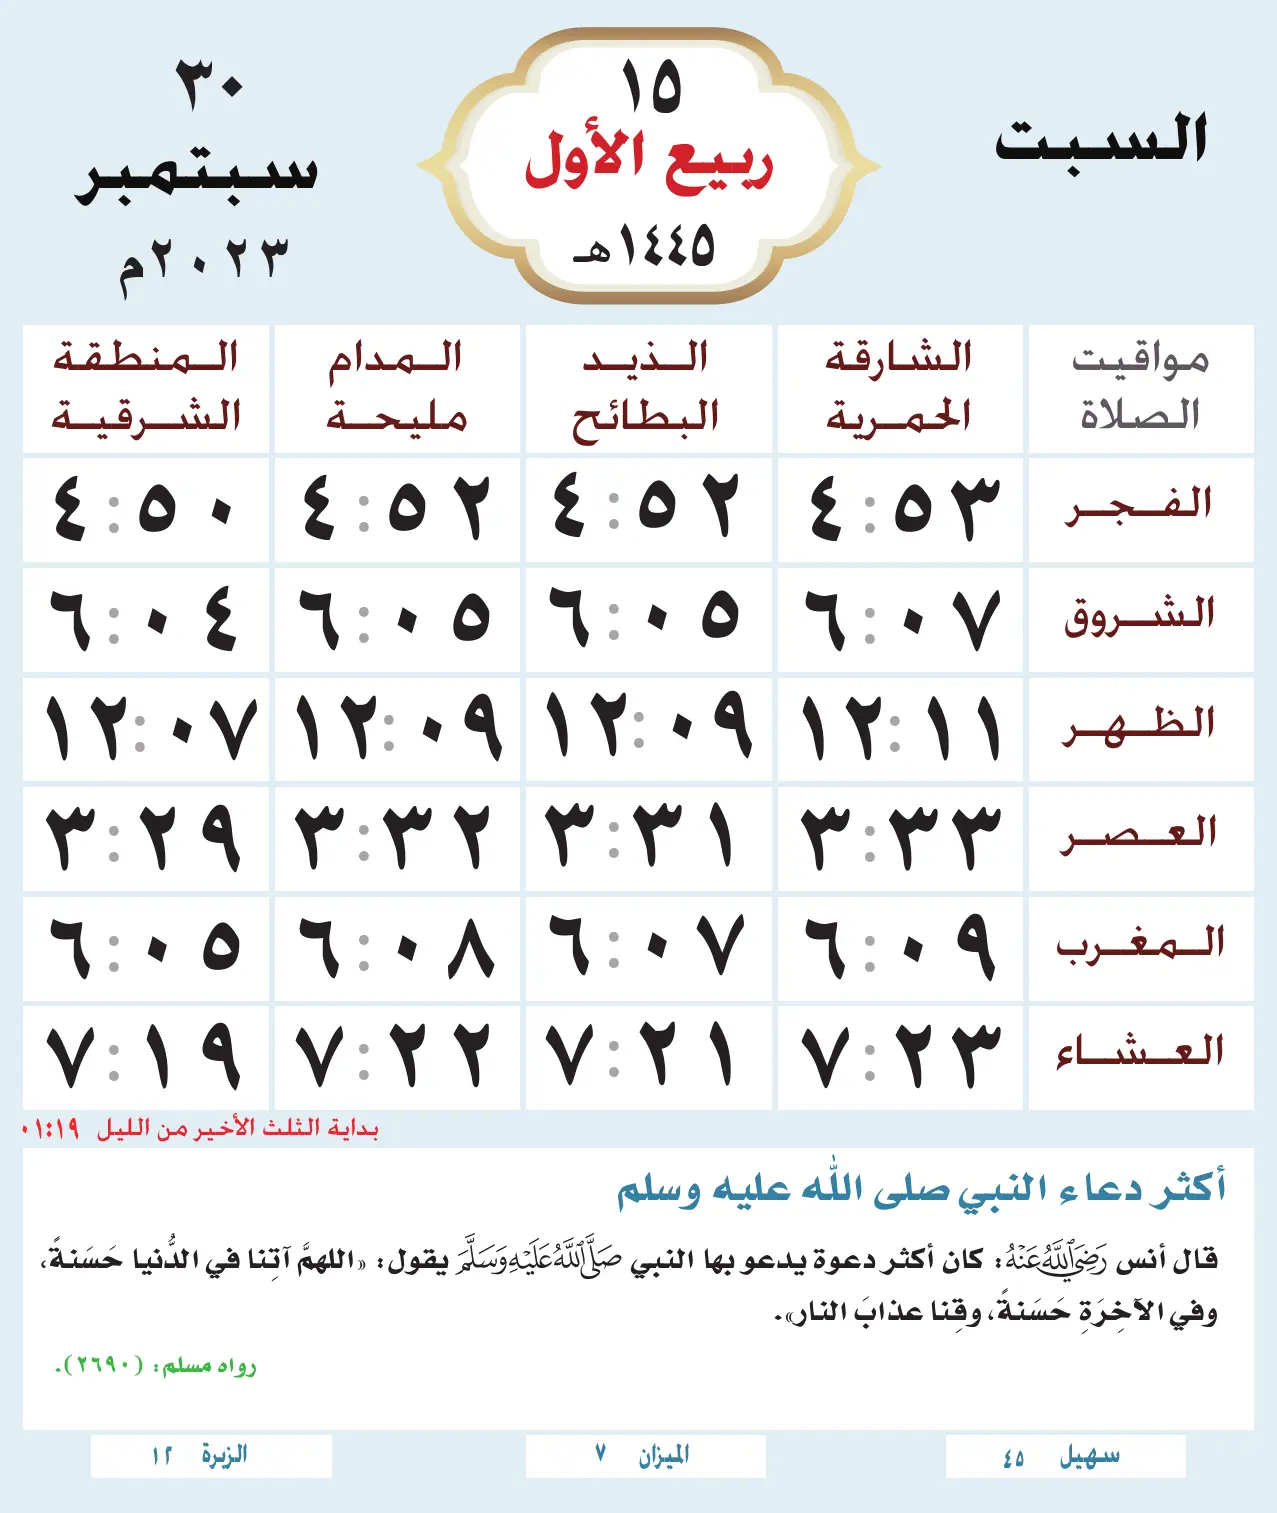 السبت
١٥
ربيع الأول
١٤٤٥هـ
٣٠
سبتمبر
٢٠٢٣م
مواقيت الصلاة
الشارقة الحمرية
الذيد البطائح
المدام مليحة
المنطقة الشرقية
الفجر ٤:٥٣ ٤:٥٢ ٤:٥٢ ٤:٥٠
الشروق ٦:٠٧ ٦:٠٥ ٦:٠٥ ٦:٠٤
الظهر ١٢:١١ ١٢:٠٩ ١٢:٠٩ ١٢:٠٧
العصر ٣:٣٣ ٣:٣١ ٣:٣٢ ٣:٢٩
المغرب ٦:٠٩ ٦:٠٧ ٦:٠٨ ٦:٠٥
العشاء ٧:٢٣ ٧:٢١ ٧:٢٢ ٧:١٩
بداية الثلث الأخير من الليل ٠١:١٩
أكثر دعاء النبي صلى الله عليه وسلم
قال أنس رَضِيَ اللَّهُ عَنْهُ: كان أكثر دعوة يدعو بها النبي صَلَّى اللَّهُ عَلَيْهِ وَسَلَّمَ يقول: «اللهمَّ آتِنا في الدُّنيا حَسَنةً،
وفي الآخِرَةِ حَسَنةً، وقِنا عذابَ النار».
رواه مسلم: (٢٦٩٠).
سهيل ٤٥
الميزان ٧
الزبرة ١٢